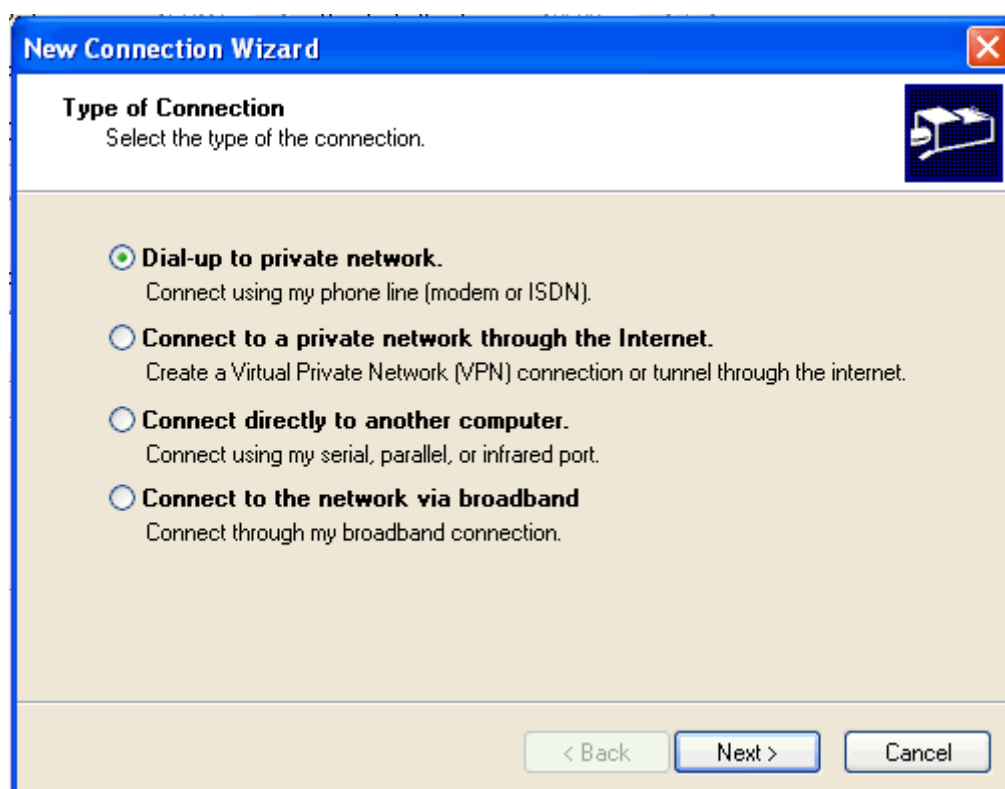 New Connection Wizard
Type of Connection
Select the type of the connection.
Dial-up to private network.
Connect using my phone line (modem or ISDN).
Connect to a private network through the Internet.
Create a Virtual Private Network (VPN) connection or tunnel through the internet.
Connect directly to another computer.
Connect using my serial, parallel, or infrared port.
Connect to the network via broadband
Connect through my broadband connection.
< Back Next > Cancel